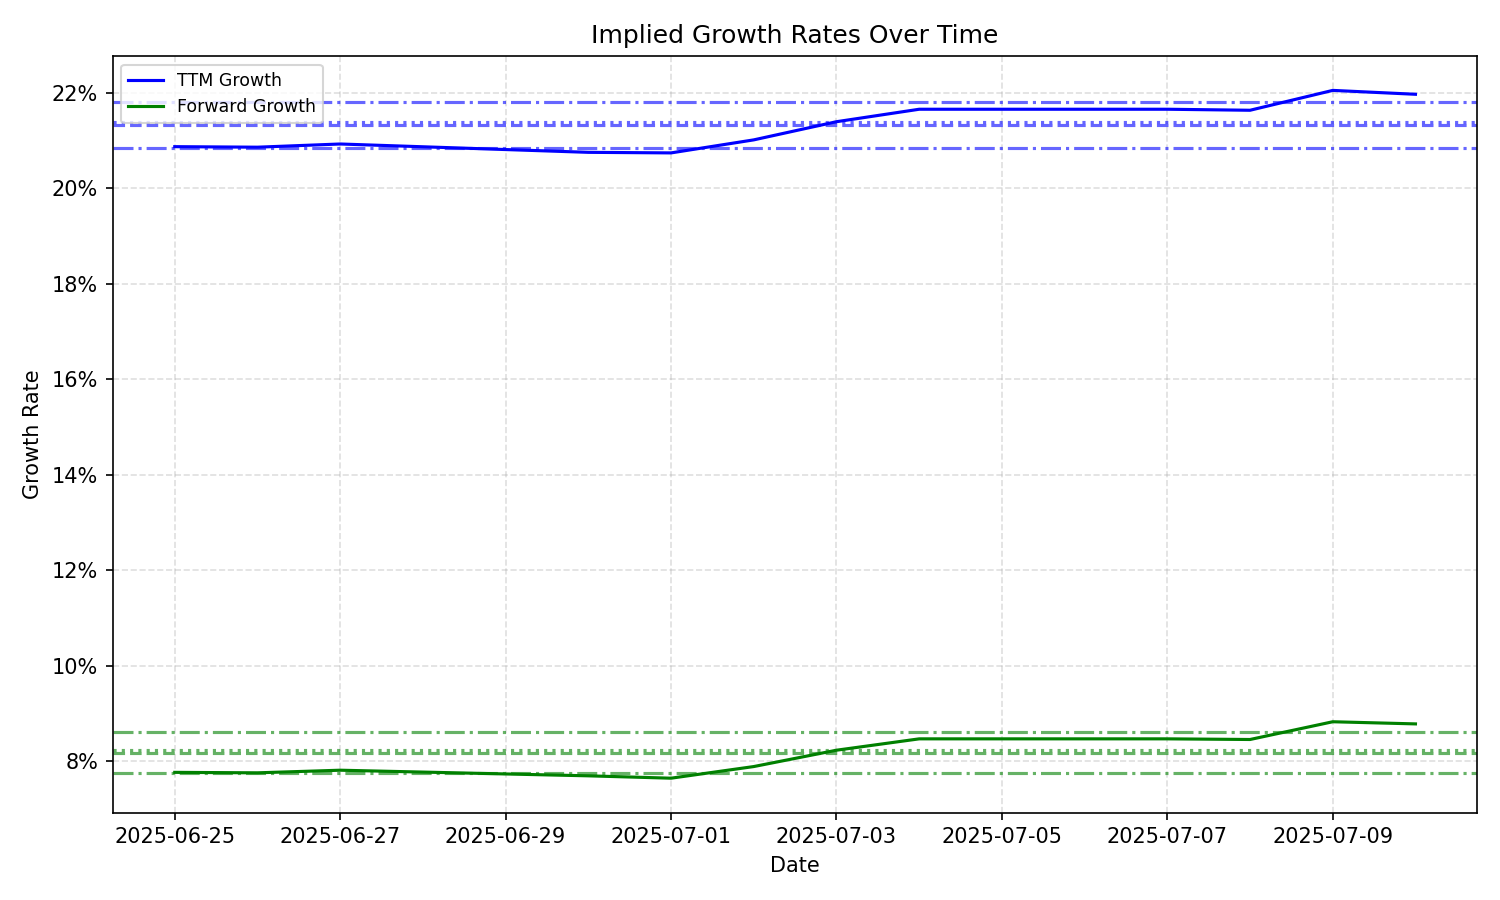 Implied Growth Rates Over Time
TTM Growth
Forward Growth
22%
20%
18%
16%
14%
12%
10%
8%
Growth Rate
2025-06-25 2025-06-27 2025-06-29 2025-07-01 2025-07-03 2025-07-05 2025-07-07 2025-07-09
Date